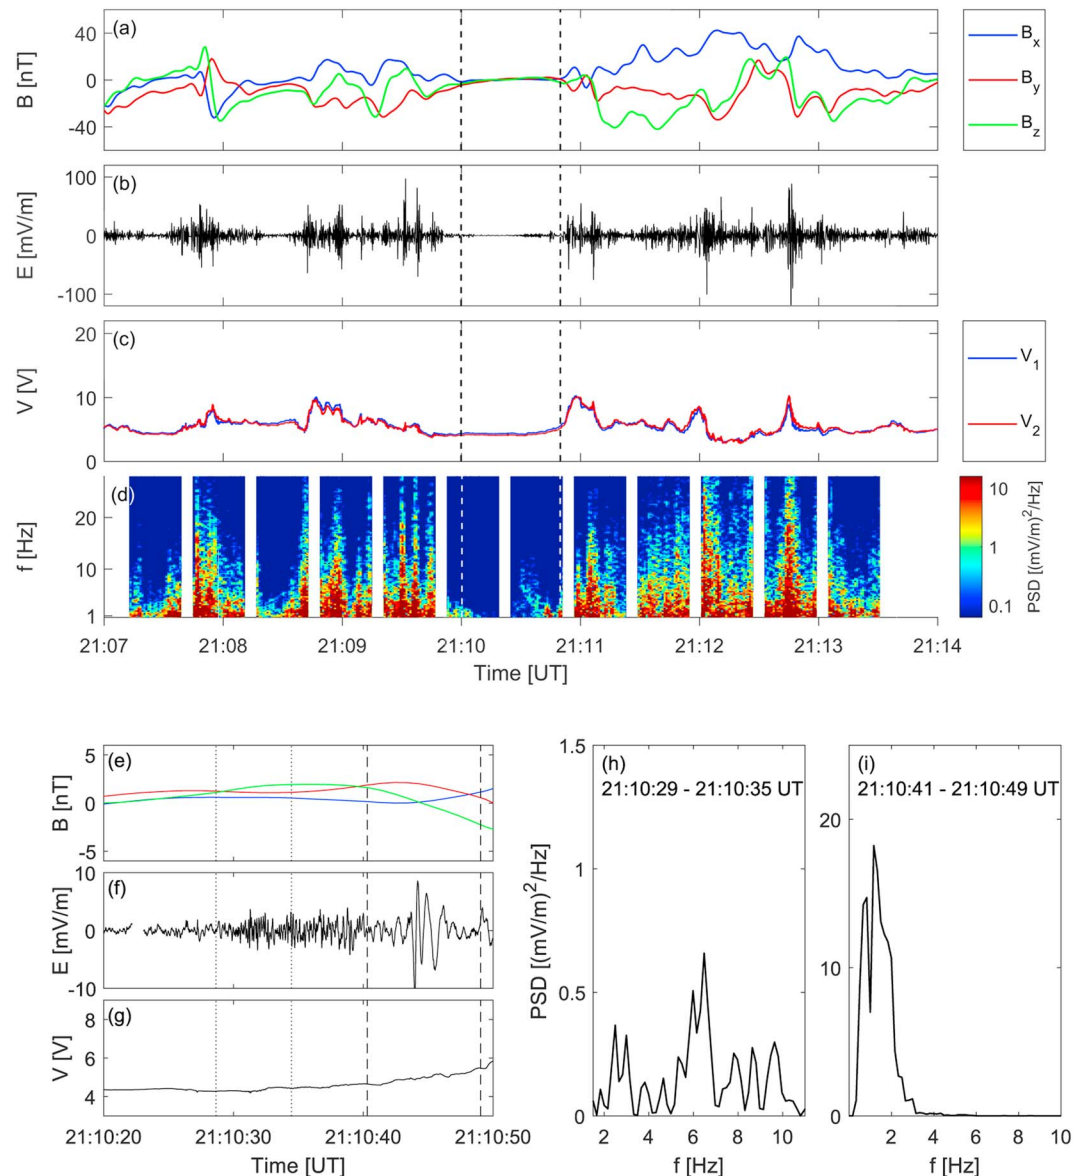 (a)
B [nT]
40
0
-40
B_x
B_y
B_z
(b)
E [mV/m]
100
0
-100
(c)
V [V]
20
10
0
V_1
V_2
(d)
f [Hz]
20
10
1
10
1
0.1
PSD [(mV/m)^2/Hz]
21:07 21:08 21:09 21:10 21:11 21:12 21:13 21:14
Time [UT]
(e)
B [nT]
5
0
-5
(f)
E [mV/m]
10
0
-10
(g)
V [V]
8
6
4
21:10:20 21:10:30 21:10:40 21:10:50
Time [UT]
(h)
21:10:29 - 21:10:35 UT
PSD [(mV/m)^2/Hz]
1.5
1
0.5
0
2 4 6 8 10
f [Hz]
(i)
21:10:41 - 21:10:49 UT
20
10
0
0 2 4 6 8 10
f [Hz]